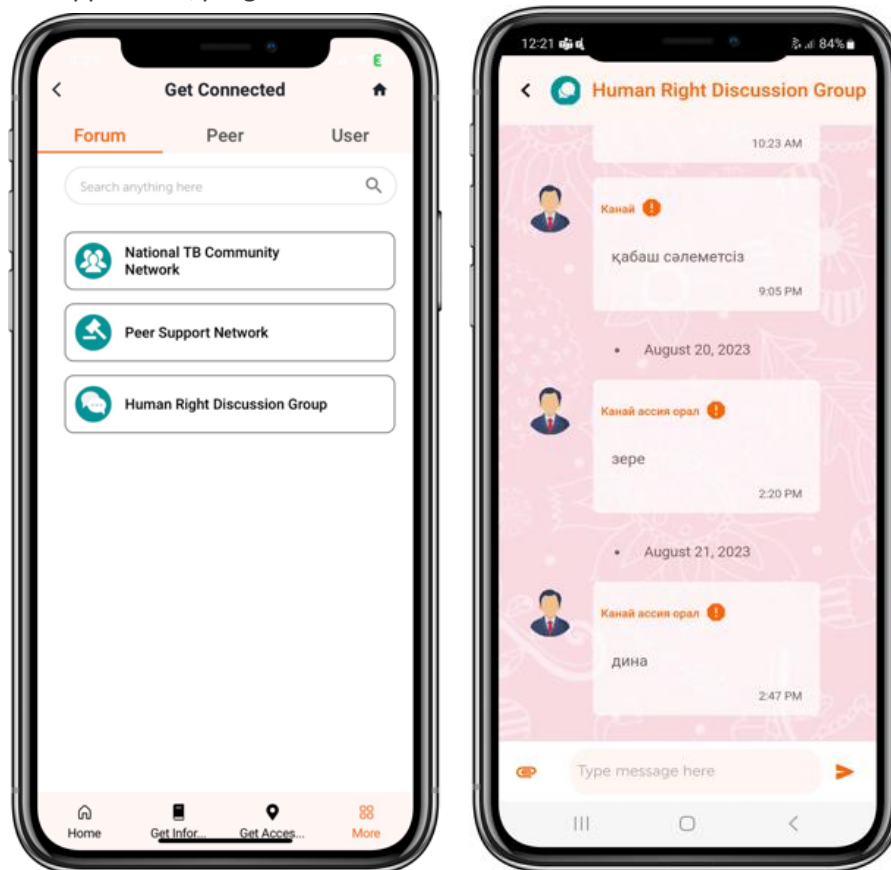 Get Connected
Forum Peer User
Search anything here
National TB Community
Network
Peer Support Network
Human Right Discussion Group
Home Get Infor... Get Acces... More
12:21 84%
Human Right Discussion Group
10:23 AM
Канай
қабаш сәлеметсіз
9:05 PM
• August 20, 2023
Канай ассия орал
зере
2:20 PM
• August 21, 2023
Канай ассия орал
дина
2:47 PM
Type message here